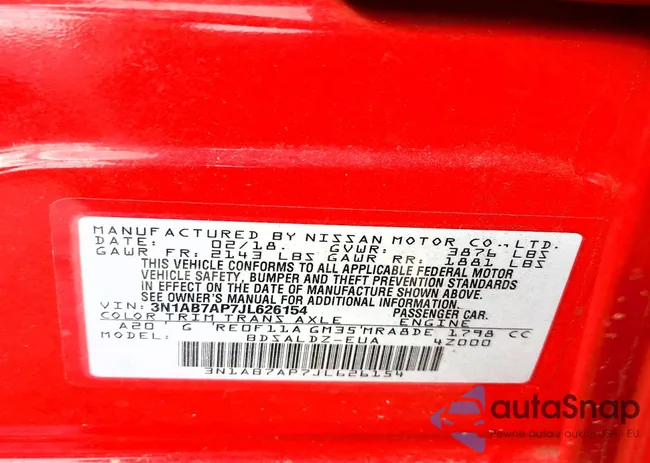 MANUFACTURED BY NISSAN MOTOR CO., LTD.
DATE: 02/18. GVWR: 3876 LBS
GAWR FR: 2143 LBS GAWR RR: 1881 LBS
THIS VEHICLE CONFORMS TO ALL APPLICABLE FEDERAL MOTOR
VEHICLE SAFETY, BUMPER AND THEFT PREVENTION STANDARDS
IN EFFECT ON THE DATE OF MANUFACTURE SHOWN ABOVE.
SEE OWNER'S MANUAL FOR ADDITIONAL INFORMATION.
VIN: 3N1AB7AP7JL626154 PASSENGER CAR.
COLOR TRIM TRANS AXLE ENGINE
A20 G RE0F11A GM35 MRA8DE 1798 CC
MODEL: BDSALDZ-EUA 4Z000
3N1AB7AP7JL626154
autaSnap